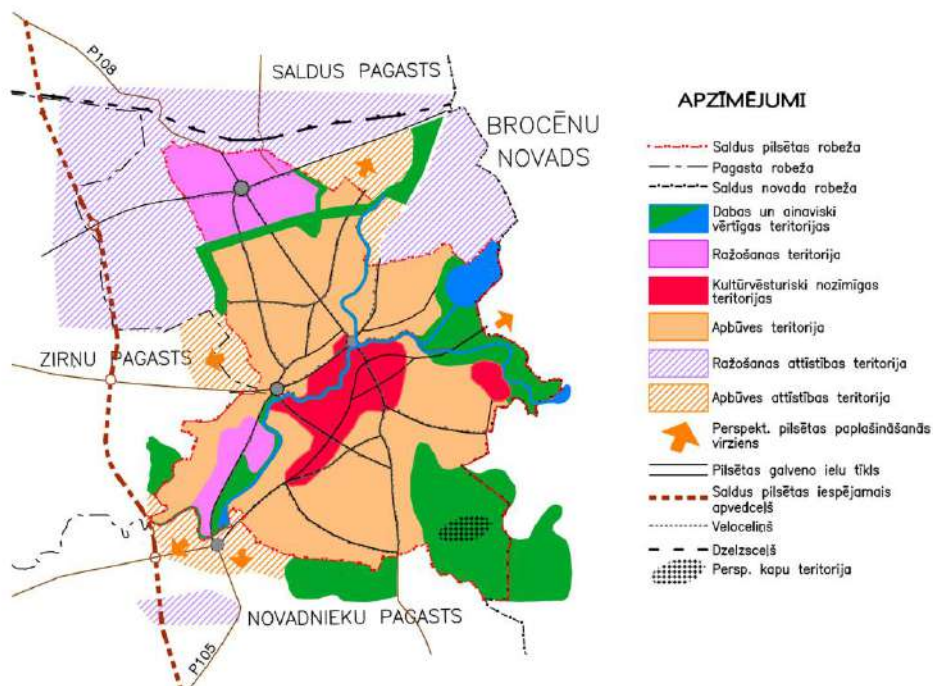 P108
SALDUS PAGASTS
BROCĒNU
NOVADS
ZIRŅU PAGASTS
NOVADNIEKU PAGASTS
P105
APZĪMĒJUMI
Saldus pilsētas robeža
Pagasta robeža
Saldus novada robeža
Dabas un ainaviski
vērtīgas teritorijas
Ražošanas teritorija
Kultūrvēsturiski nozīmīgas
teritorijas
Apbūves teritorija
Ražošanas attīstības teritorija
Apbūves attīstības teritorija
Perspekt. pilsētas paplašināšanās
virziens
Pilsētas galveno ielu tīkls
Saldus pilsētas iespējamais
apvedceļš
Veloceliņš
Dzelzsceļš
Persp. kapu teritorija